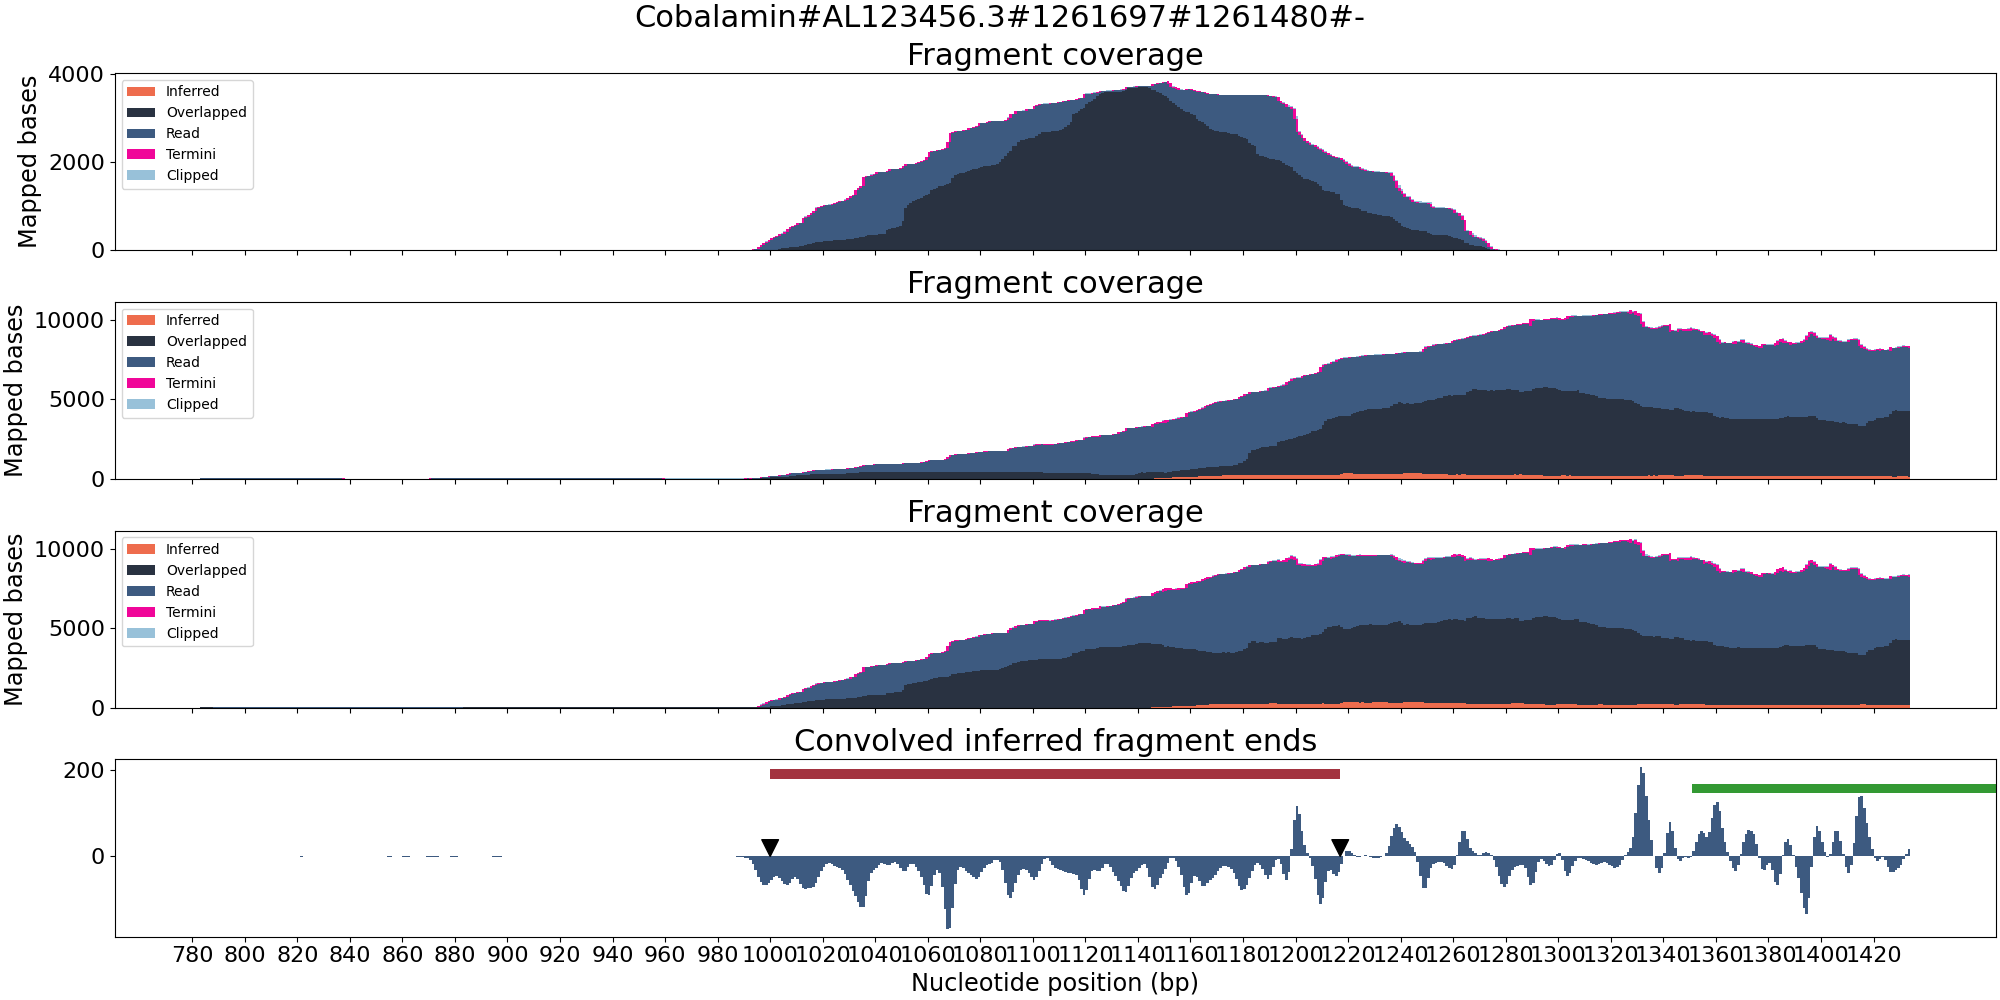 Cobalamin#AL123456.3#1261697#1261480#-
Fragment coverage
Mapped bases
4000
2000
0
Inferred
Overlapped
Read
Termini
Clipped
Fragment coverage
Mapped bases
10000
5000
0
Inferred
Overlapped
Read
Termini
Clipped
Fragment coverage
Mapped bases
10000
5000
0
Inferred
Overlapped
Read
Termini
Clipped
Convolved inferred fragment ends
200
0
780 800 820 840 860 880 900 920 940 960 980 1000 1020 1040 1060 1080 1100 1120 1140 1160 1180 1200 1220 1240 1260 1280 1300 1320 1340 1360 1380 1400 1420
Nucleotide position (bp)